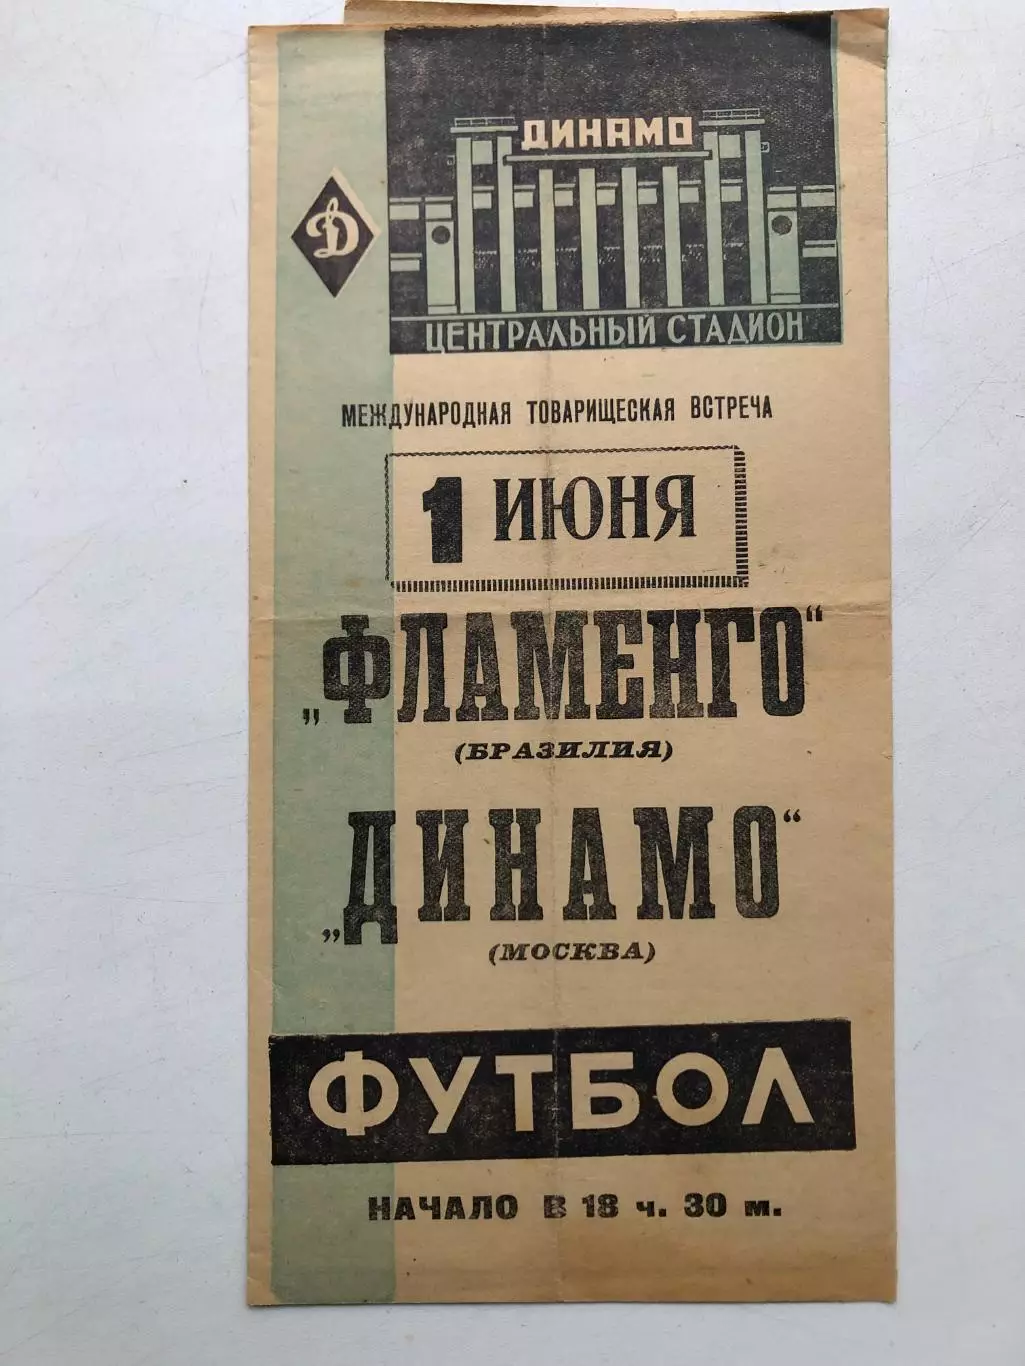 ДИНАМО
Д
ЦЕНТРАЛЬНЫЙ СТАДИОН
МЕЖДУНАРОДНАЯ ТОВАРИЩЕСКАЯ ВСТРЕЧА
1 ИЮНЯ
„ФЛАМЕНГО“
(БРАЗИЛИЯ)
„ДИНАМО“
(МОСКВА)
ФУТБОЛ
НАЧАЛО В 18 ч. 30 м.